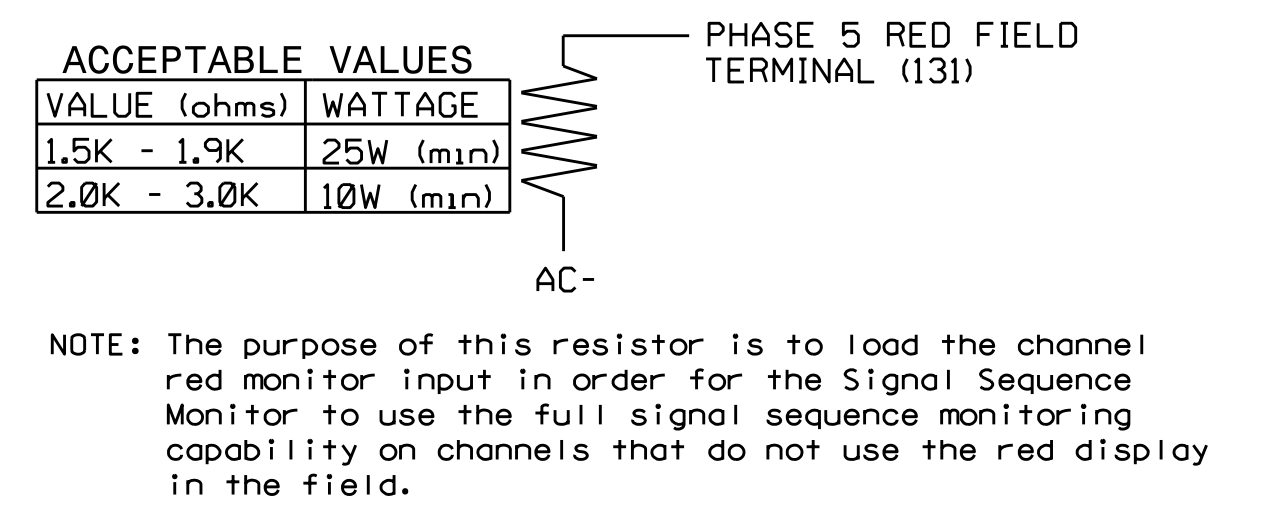 ACCEPTABLE VALUES
VALUE (ohms) WATTAGE
1.5K - 1.9K 25W (min)
2.0K - 3.0K 10W (min)
PHASE 5 RED FIELD
TERMINAL (131)
AC-
NOTE: The purpose of this resistor is to load the channel
red monitor input in order for the Signal Sequence
Monitor to use the full signal sequence monitoring
capability on channels that do not use the red display
in the field.